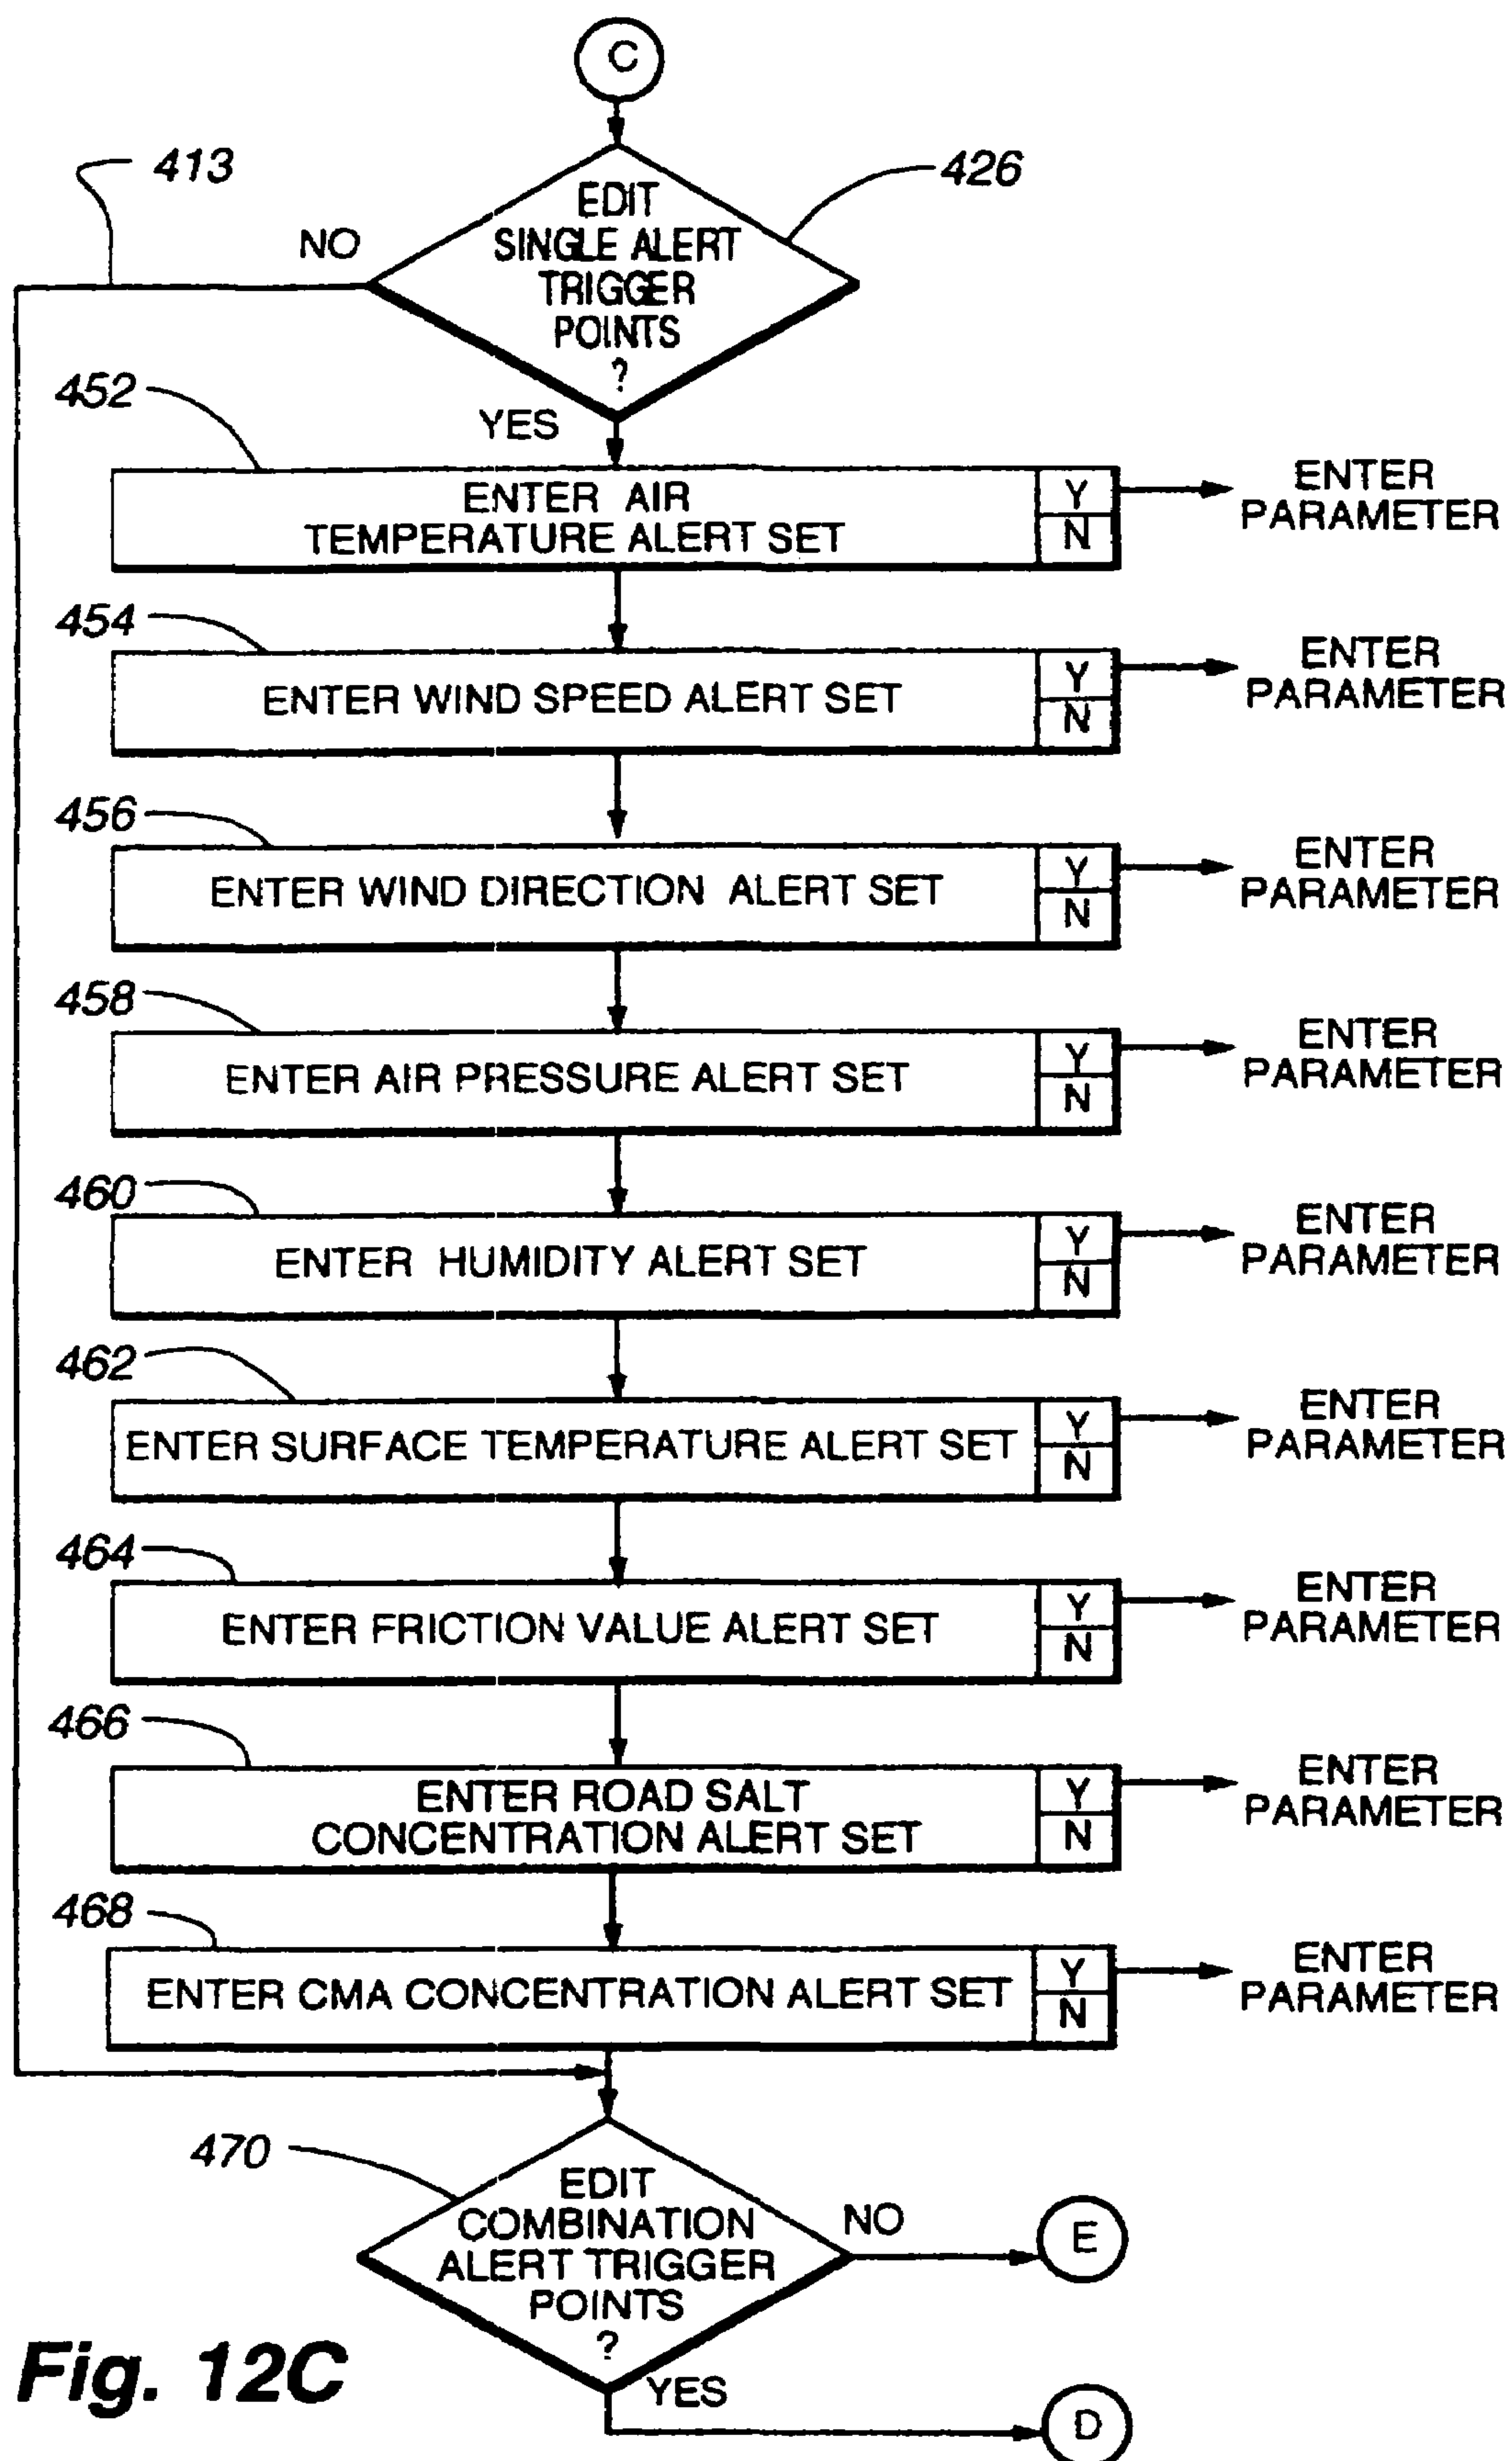 C
413
426
EDIT
SINGLE ALERT
TRIGGER
POINTS
?
NO
YES
452
ENTER AIR
TEMPERATURE ALERT SET
Y
N
ENTER
PARAMETER
454
ENTER WIND SPEED ALERT SET
Y
N
ENTER
PARAMETER
456
ENTER WIND DIRECTION ALERT SET
Y
N
ENTER
PARAMETER
458
ENTER AIR PRESSURE ALERT SET
Y
N
ENTER
PARAMETER
460
ENTER HUMIDITY ALERT SET
Y
N
ENTER
PARAMETER
462
ENTER SURFACE TEMPERATURE ALERT SET
Y
N
ENTER
PARAMETER
464
ENTER FRICTION VALUE ALERT SET
Y
N
ENTER
PARAMETER
466
ENTER ROAD SALT
CONCENTRATION ALERT SET
Y
N
ENTER
PARAMETER
468
ENTER CMA CONCENTRATION ALERT SET
Y
N
ENTER
PARAMETER
470
EDIT
COMBINATION
ALERT TRIGGER
POINTS
?
NO
E
YES
D
Fig. 12C